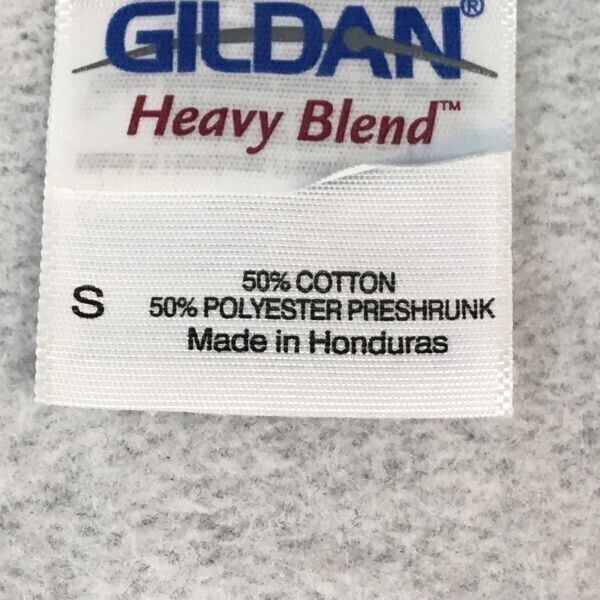 GILDAN®
Heavy Blend™
S
50% COTTON
50% POLYESTER PRESHRUNK
Made in Honduras